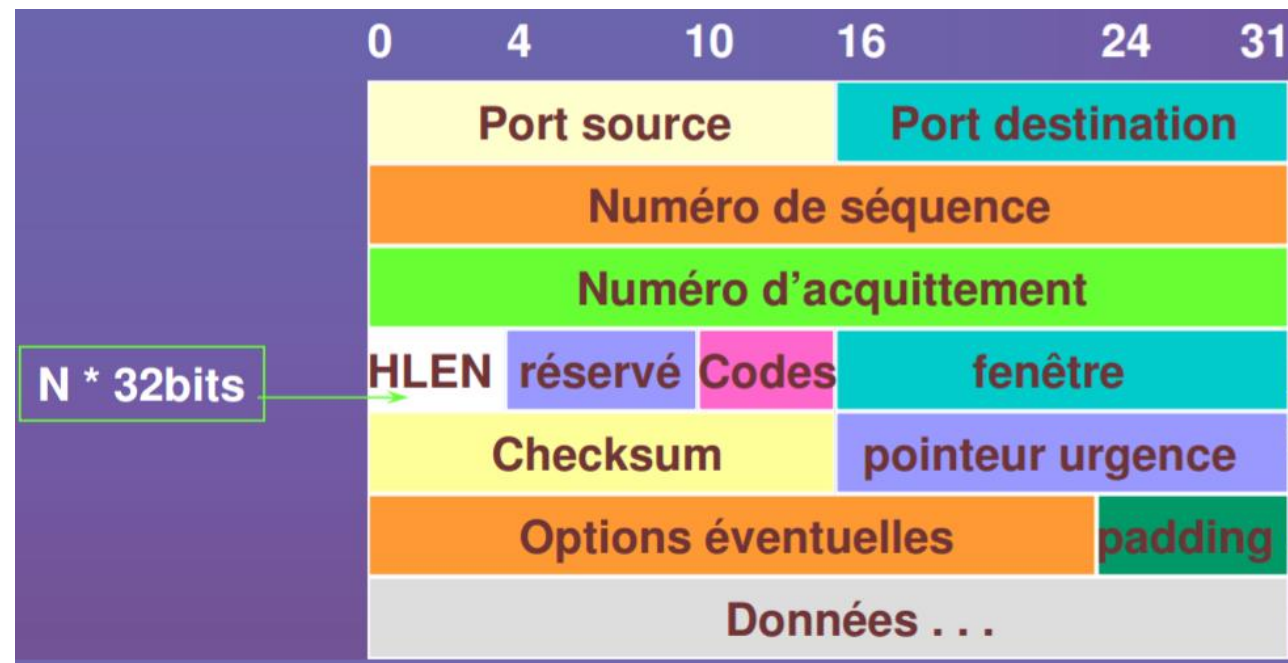 0 4 10 16 24 31
Port source Port destination
Numéro de séquence
Numéro d'acquittement
N * 32bits HLEN réservé Codes fenêtre
Checksum pointeur urgence
Options éventuelles padding
Données . . .